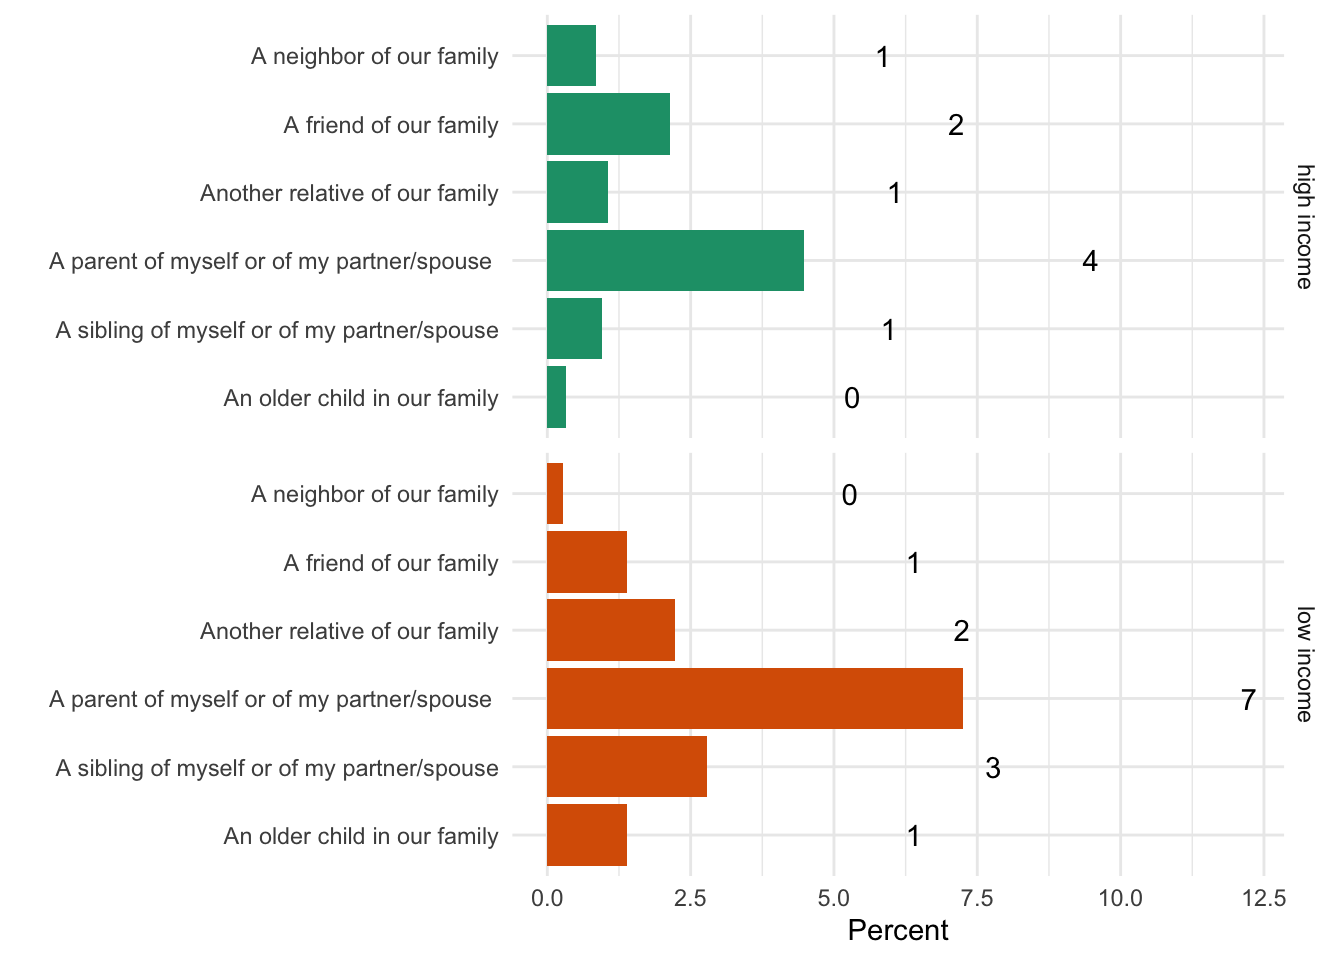 A neighbor of our family 1
A friend of our family 2
Another relative of our family 1
A parent of myself or of my partner/spouse 4
A sibling of myself or of my partner/spouse 1
An older child in our family 0
high income
A neighbor of our family 0
A friend of our family 1
Another relative of our family 2
A parent of myself or of my partner/spouse 7
A sibling of myself or of my partner/spouse 3
An older child in our family 1
low income
0.0 2.5 5.0 7.5 10.0 12.5
Percent